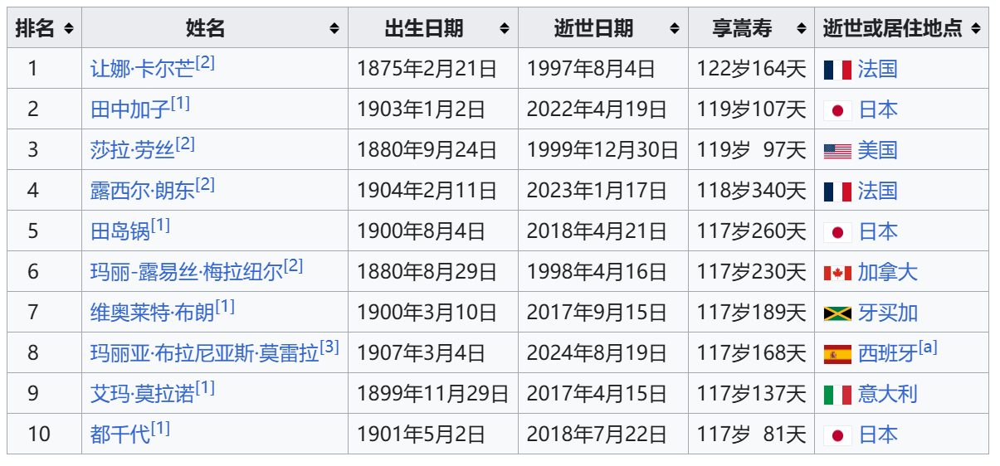 排名 姓名 出生日期 逝世日期 享嵩寿 逝世或居住地点
1 让娜·卡尔芒[2] 1875年2月21日 1997年8月4日 122岁164天 法国
2 田中加子[1] 1903年1月2日 2022年4月19日 119岁107天 日本
3 莎拉·劳丝[2] 1880年9月24日 1999年12月30日 119岁 97天 美国
4 露西尔·朗东[2] 1904年2月11日 2023年1月17日 118岁340天 法国
5 田岛锅[1] 1900年8月4日 2018年4月21日 117岁260天 日本
6 玛丽-露易丝·梅拉纽尔[2] 1880年8月29日 1998年4月16日 117岁230天 加拿大
7 维奥莱特·布朗[1] 1900年3月10日 2017年9月15日 117岁189天 牙买加
8 玛丽亚·布拉尼亚斯·莫雷拉[3] 1907年3月4日 2024年8月19日 117岁168天 西班牙[a]
9 艾玛·莫拉诺[1] 1899年11月29日 2017年4月15日 117岁137天 意大利
10 都千代[1] 1901年5月2日 2018年7月22日 117岁 81天 日本